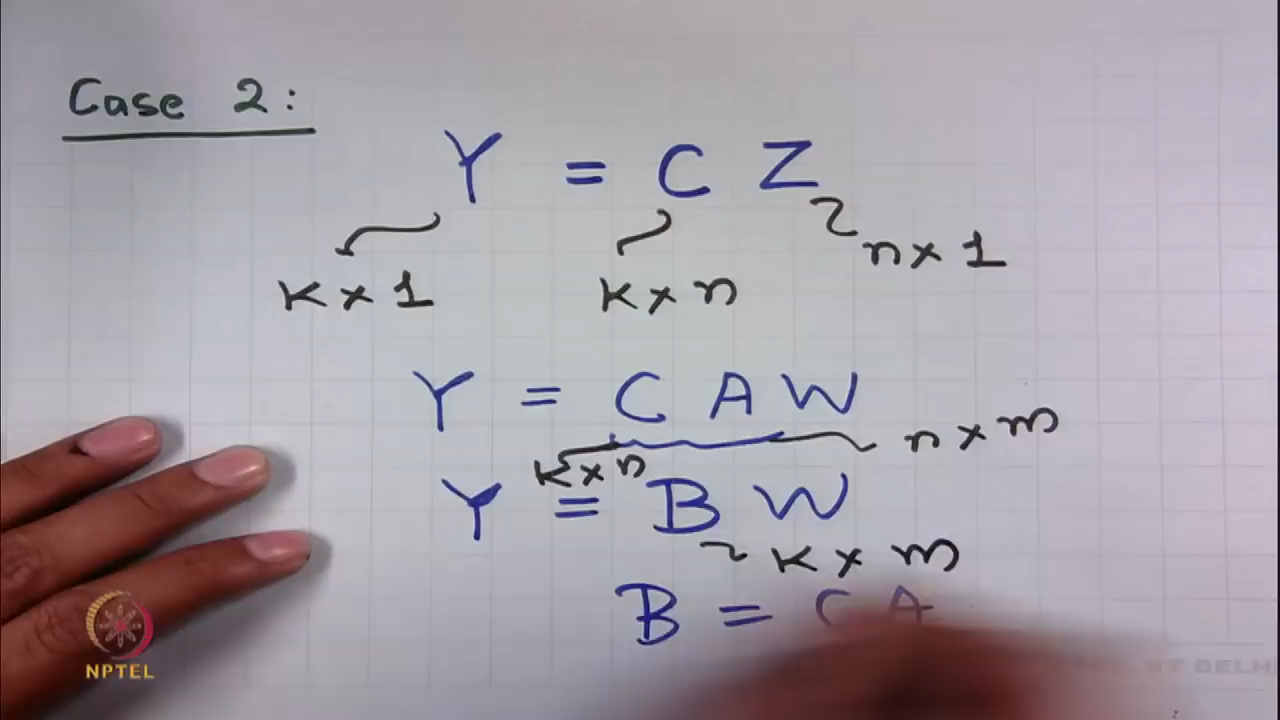 Case 2:
Y = C Z
n × 1
k × 1 k × n
Y = C A W
n × m
k × n
Y = B W
k × m
B = C A
NPTEL